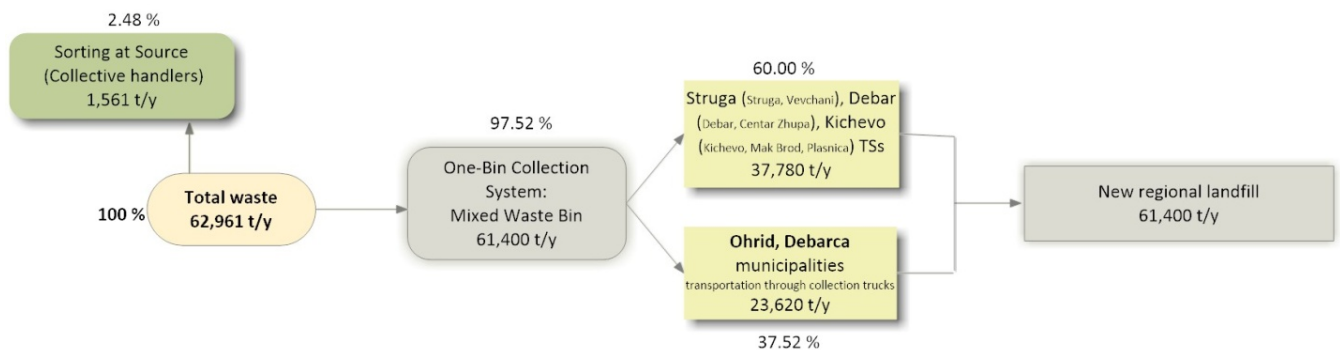 2.48 %
Sorting at Source
(Collective handlers)
1,561 t/y
100 %
Total waste
62,961 t/y
97.52 %
One-Bin Collection
System:
Mixed Waste Bin
61,400 t/y
60.00 %
Struga (Struga, Vevchani), Debar
(Debar, Centar Zhupa), Kichevo
(Kichevo, Mak Brod, Plasnica) TSs
37,780 t/y
Ohrid, Debarca
municipalities
transportation through collection trucks
23,620 t/y
37.52 %
New regional landfill
61,400 t/y